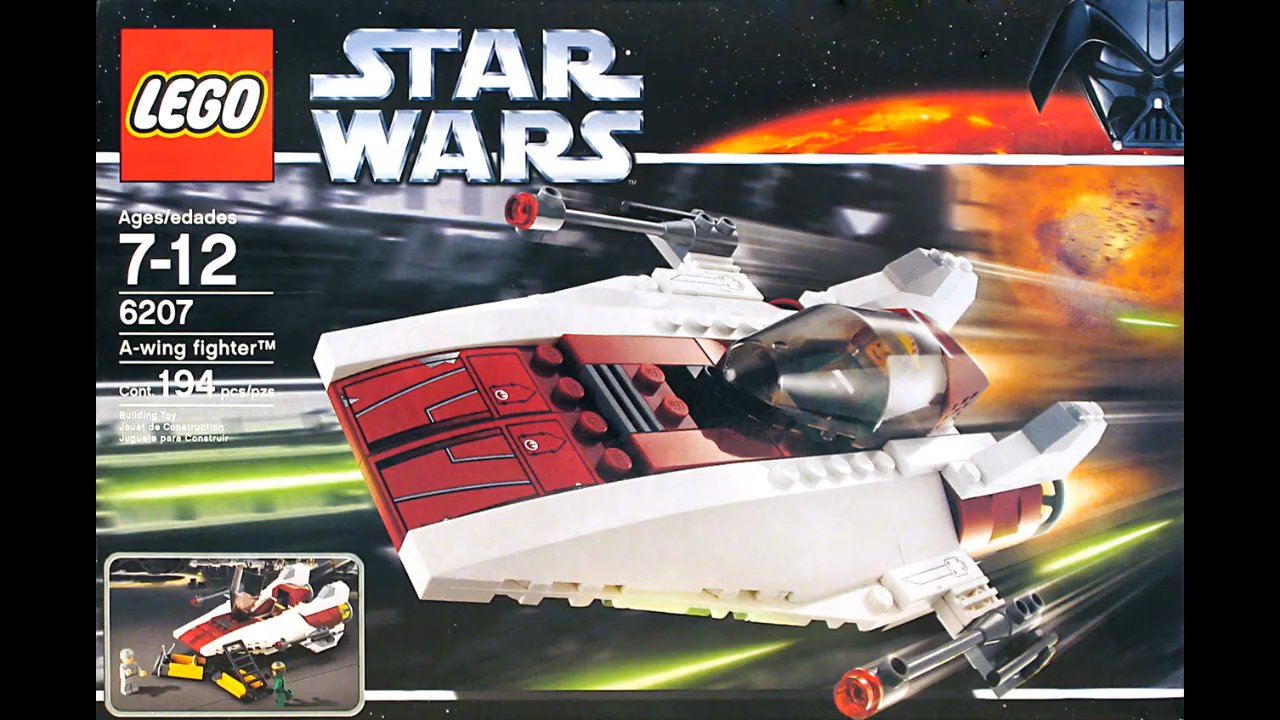 LEGO
STAR
WARS
Ages/edades
7-12
6207
A-wing fighter™
Cont. 194 pcs/pzs
Building Toy
Jouet de Construction
Juguete para Construir